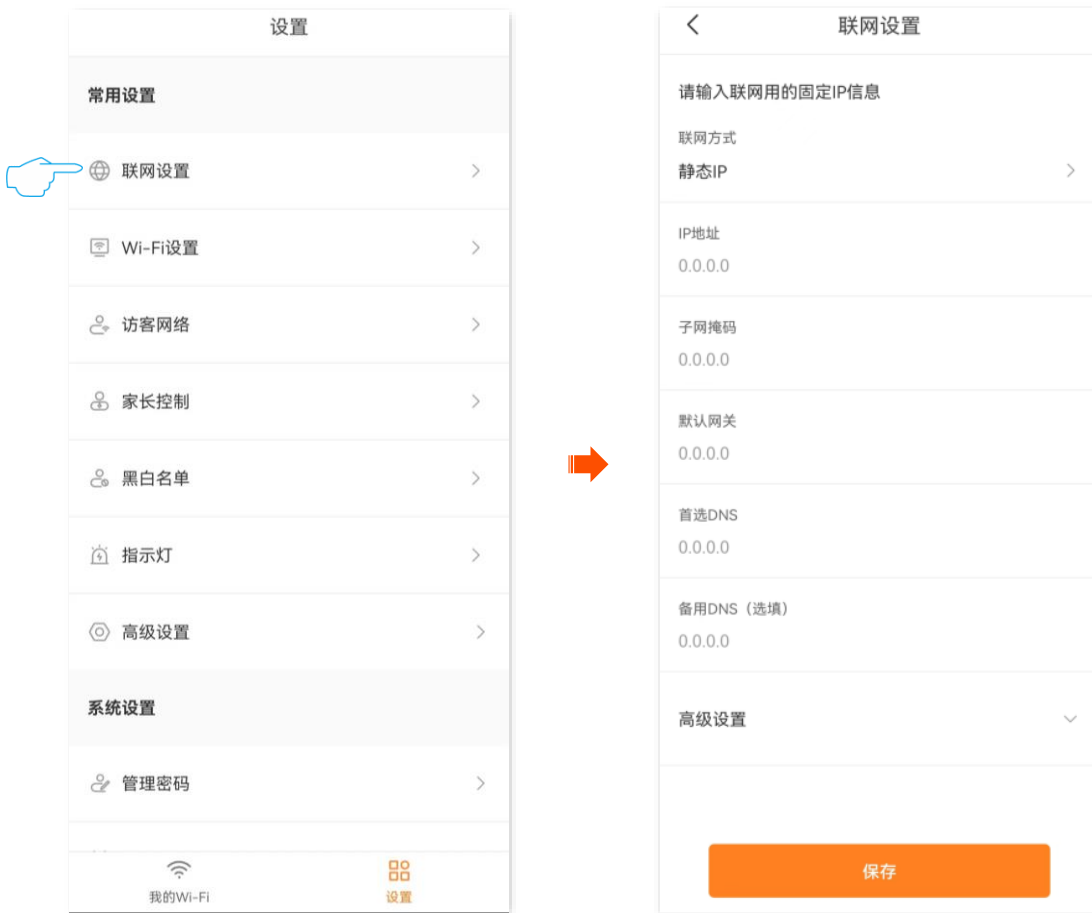 设置
常用设置
联网设置
Wi-Fi设置
访客网络
家长控制
黑白名单
指示灯
高级设置
系统设置
管理密码
我的Wi-Fi
设置
联网设置
请输入联网用的固定IP信息
联网方式
静态IP
IP地址
0.0.0.0
子网掩码
0.0.0.0
默认网关
0.0.0.0
首选DNS
0.0.0.0
备用DNS（选填）
0.0.0.0
高级设置
保存